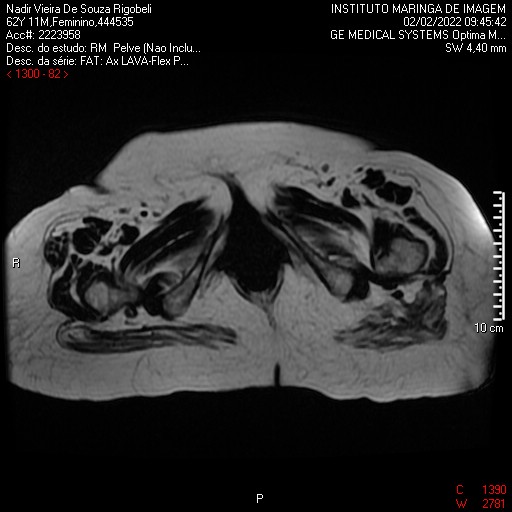 Nadir Vieira De Souza Rigobeli
62Y 11M,Feminino,444535
Acc#: 2223958
Desc. do estudo: RM Pelve (Nao Inclu...
Desc. da série: FAT: Ax LAVA-Flex P...
< 1300 - 82 >
INSTITUTO MARINGA DE IMAGEM
02/02/2022 09:45:42
GE MEDICAL SYSTEMS Optima M...
SW 4,40 mm
R
10 cm
P
C 1390
W 2781